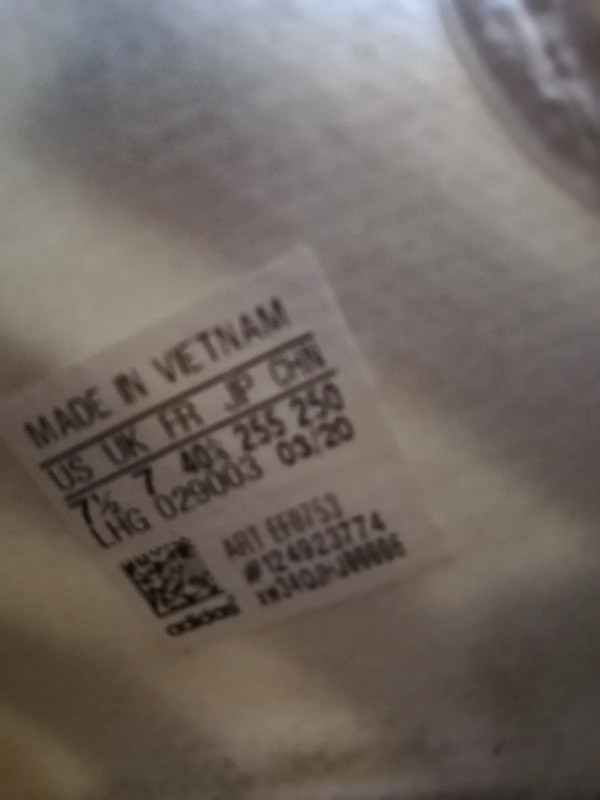 MADE IN VIETNAM
US UK FR JP CHN
7½ 7 40⅔ 255 250
LHG 029003 03/20
ART EF0753
#124923774
adidas